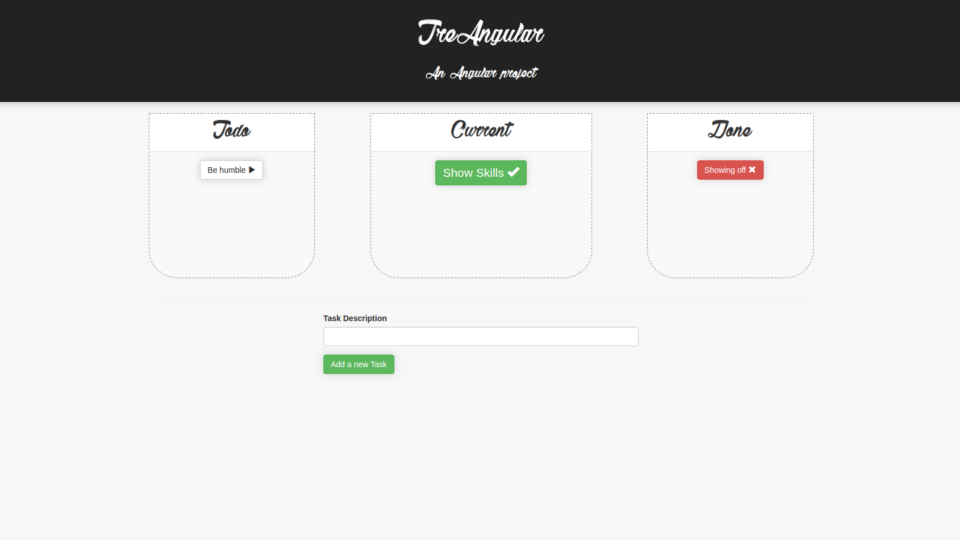 TreAngular
An Angular project
Todo
Be humble
Current
Show Skills
Done
Showing off
Task Description
Add a new Task